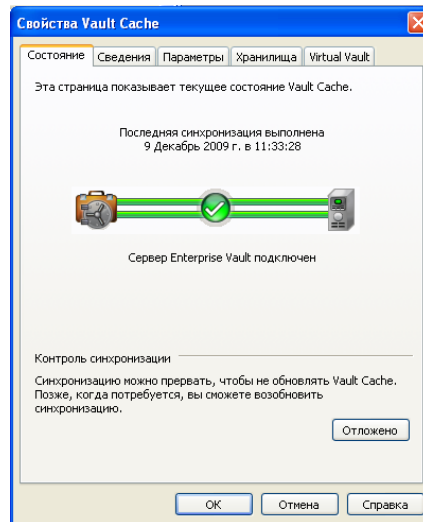 Свойства Vault Cache
Состояние Сведения Параметры Хранилища Virtual Vault
Эта страница показывает текущее состояние Vault Cache.
Последняя синхронизация выполнена
9 Декабрь 2009 г. в 11:33:28
Сервер Enterprise Vault подключен
Контроль синхронизации
Синхронизацию можно прервать, чтобы не обновлять Vault Cache.
Позже, когда потребуется, вы сможете возобновить
синхронизацию.
Отложено
OK Отмена Справка